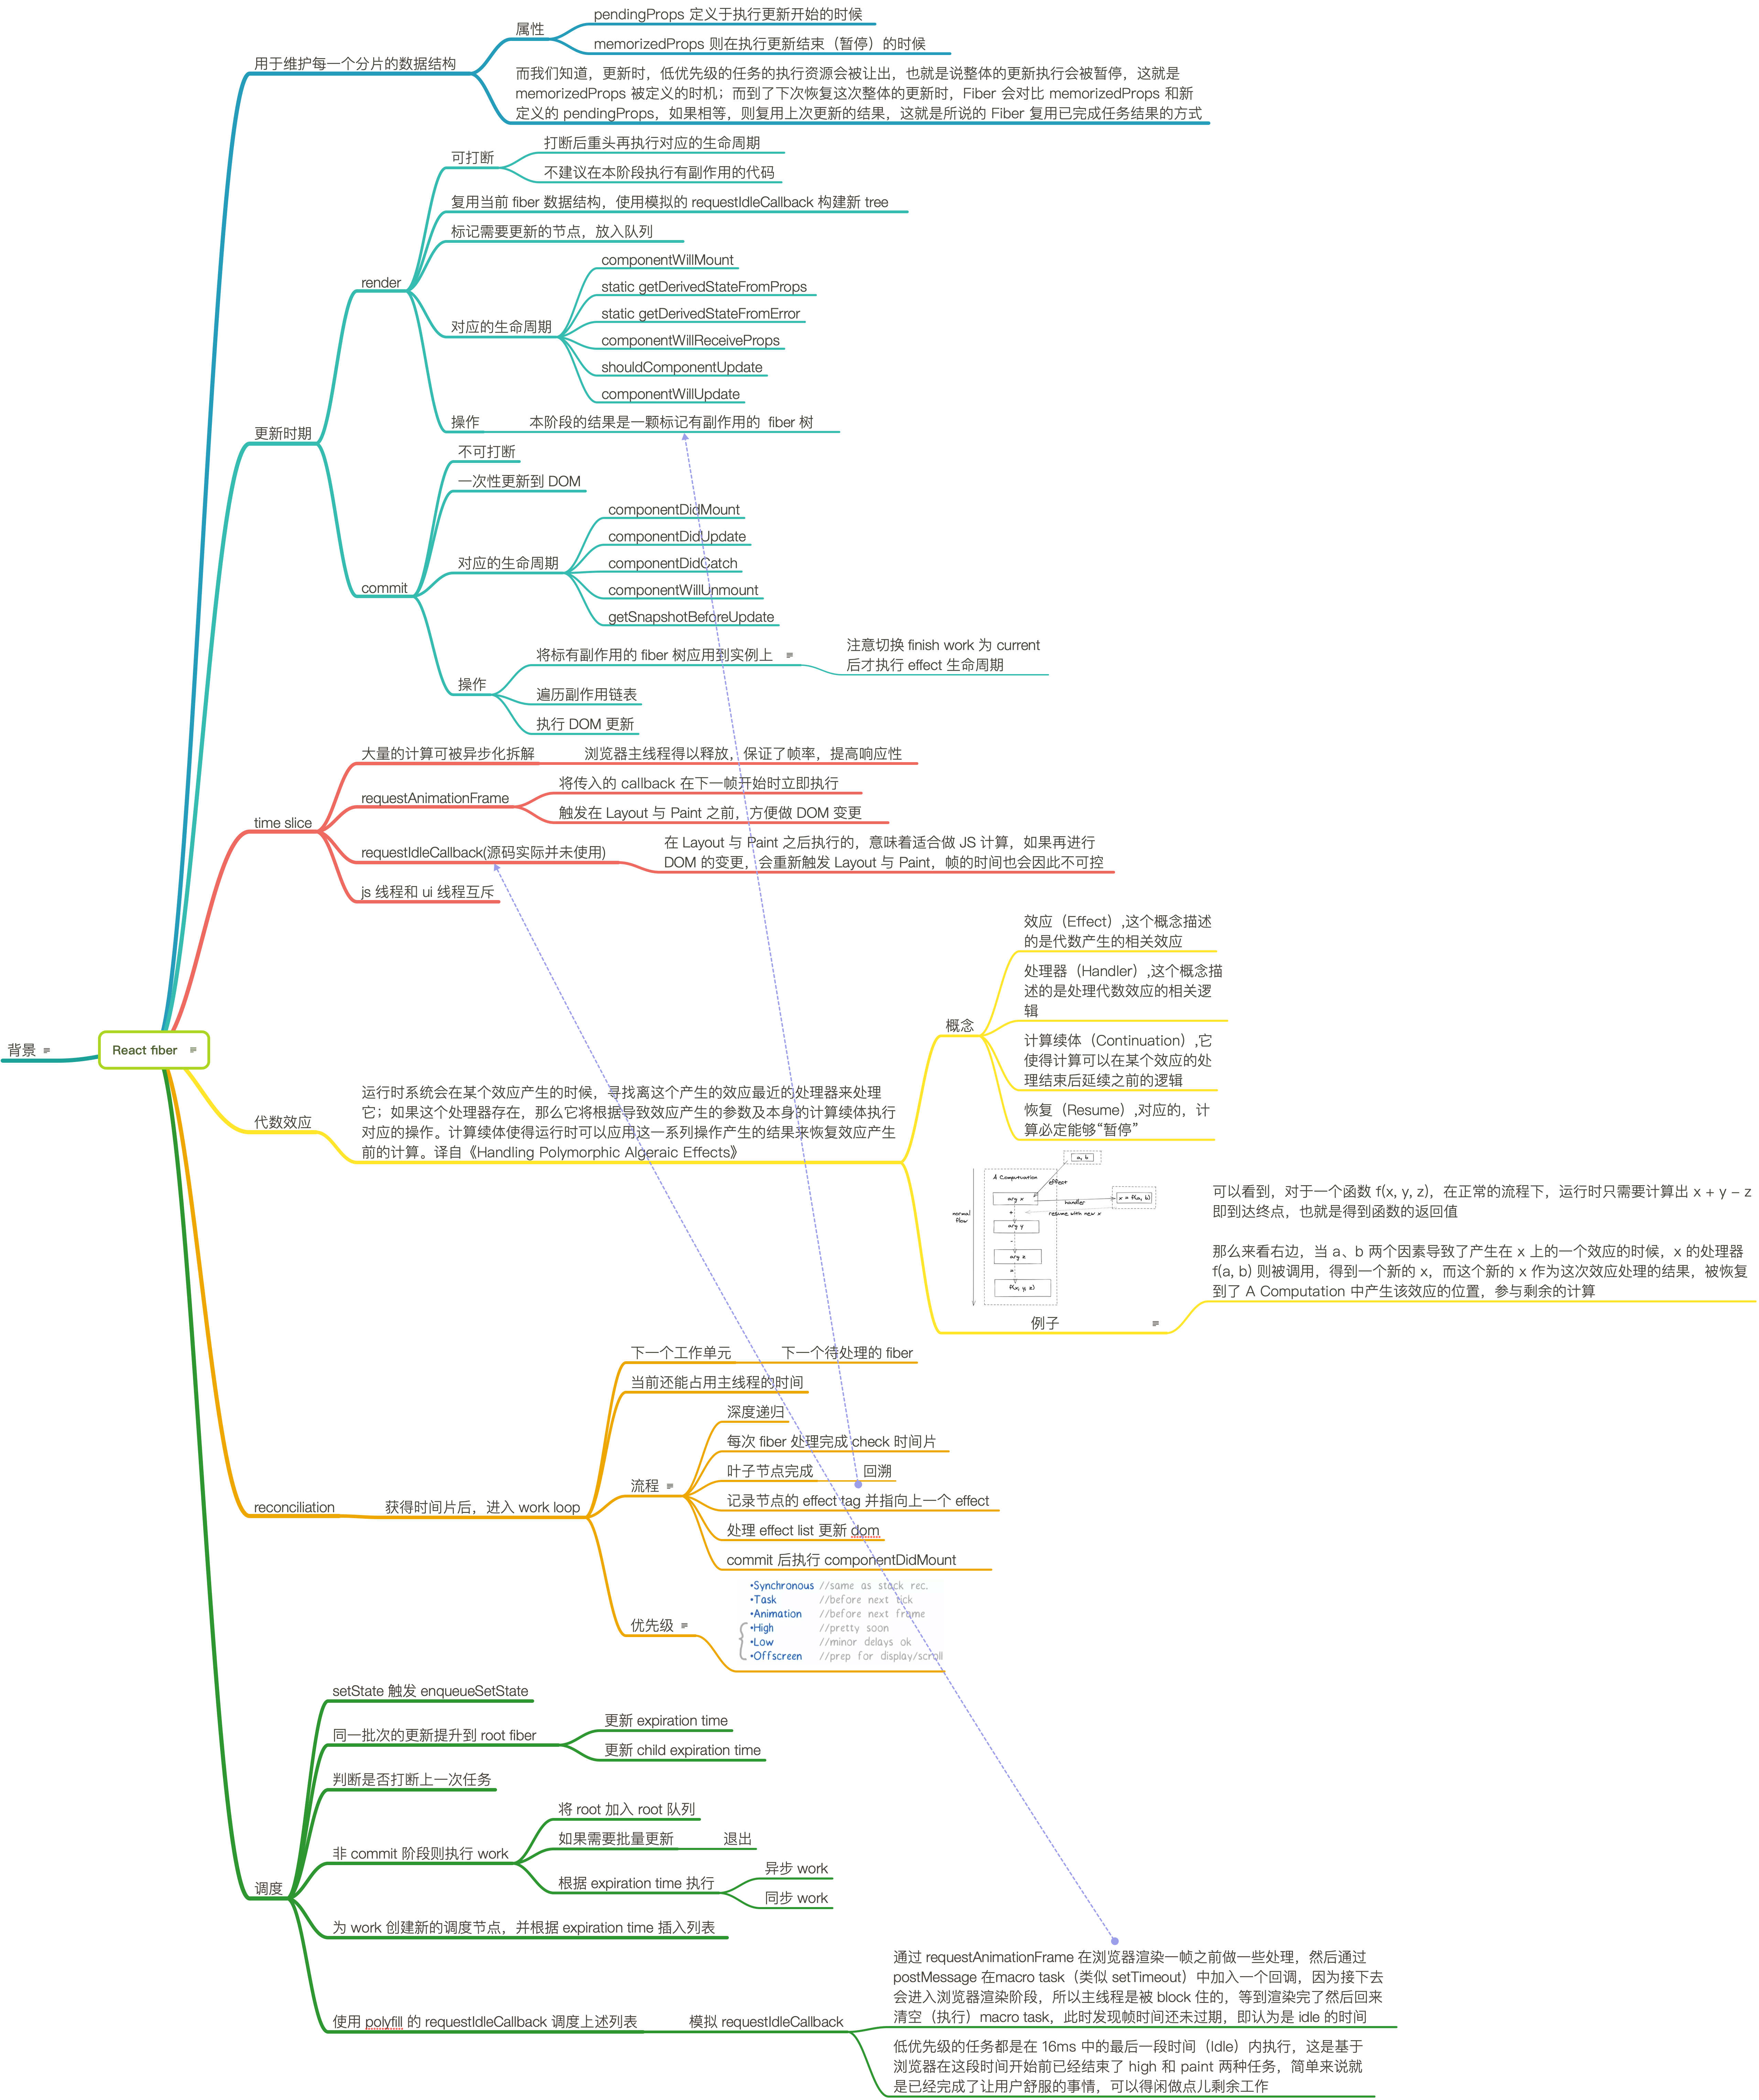 pendingProps 定义于执行更新开始的时候
属性
memorizedProps 则在执行更新结束（暂停）的时候
用于维护每一个分片的数据结构
而我们知道，更新时，低优先级的任务的执行资源会被让出，也就是说整体的更新执行会被暂停，这就是
memorizedProps 被定义的时机；而到了下次恢复这次整体的更新时，Fiber 会对比 memorizedProps 和新
定义的 pendingProps，如果相等，则复用上次更新的结果，这就是所说的 Fiber 复用已完成任务结果的方式
可打断
打断后重头再执行对应的生命周期
不建议在本阶段执行有副作用的代码
复用当前 fiber 数据结构，使用模拟的 requestIdleCallback 构建新 tree
标记需要更新的节点，放入队列
render
对应的生命周期
componentWillMount
static getDerivedStateFromProps
static getDerivedStateFromError
componentWillReceiveProps
shouldComponentUpdate
componentWillUpdate
操作
本阶段的结果是一颗标记有副作用的 fiber 树
更新时期
不可打断
一次性更新到 DOM
commit
对应的生命周期
componentDidMount
componentDidUpdate
componentDidCatch
componentWillUnmount
getSnapshotBeforeUpdate
操作
将标有副作用的 fiber 树应用到实例上
注意切换 finish work 为 current
后才执行 effect 生命周期
遍历副作用链表
执行 DOM 更新
time slice
大量的计算可被异步化拆解
浏览器主线程得以释放，保证了帧率，提高响应性
requestAnimationFrame
将传入的 callback 在下一帧开始时立即执行
触发在 Layout 与 Paint 之前，方便做 DOM 变更
requestIdleCallback(源码实际并未使用)
在 Layout 与 Paint 之后执行的，意味着适合做 JS 计算，如果再进行
DOM 的变更，会重新触发 Layout 与 Paint，帧的时间也会因此不可控
js 线程和 ui 线程互斥
背景
React fiber
代数效应
运行时系统会在某个效应产生的时候，寻找离这个产生的效应最近的处理器来处理
它；如果这个处理器存在，那么它将根据导致效应产生的参数及本身的计算续体执行
对应的操作。计算续体使得运行时可以应用这一系列操作产生的结果来恢复效应产生
前的计算。译自《Handling Polymorphic Algeraic Effects》
概念
效应（Effect）,这个概念描述
的是代数产生的相关效应
处理器（Handler）,这个概念描
述的是处理代数效应的相关逻
辑
计算续体（Continuation）,它
使得计算可以在某个效应的处
理结束后延续之前的逻辑
恢复（Resume）,对应的，计
算必定能够“暂停”
a, b
A Computuation
effect
arg x
handler
x = f(a, b)
+
resume with new x
normal
flow
arg y
-
arg z
=
f(x, y, z)
例子
可以看到，对于一个函数 f(x, y, z)，在正常的流程下，运行时只需要计算出 x + y – z
即到达终点，也就是得到函数的返回值
那么来看右边，当 a、b 两个因素导致了产生在 x 上的一个效应的时候，x 的处理器
f(a, b) 则被调用，得到一个新的 x，而这个新的 x 作为这次效应处理的结果，被恢复
到了 A Computation 中产生该效应的位置，参与剩余的计算
reconciliation
获得时间片后，进入 work loop
下一个工作单元
下一个待处理的 fiber
当前还能占用主线程的时间
流程
深度递归
每次 fiber 处理完成 check 时间片
叶子节点完成
回溯
记录节点的 effect tag 并指向上一个 effect
处理 effect list 更新 dom
commit 后执行 componentDidMount
优先级
•Synchronous //same as stack rec.
•Task //before next tick
•Animation //before next frame
•High //pretty soon
•Low //minor delays ok
•Offscreen //prep for display/scroll
调度
setState 触发 enqueueSetState
同一批次的更新提升到 root fiber
更新 expiration time
更新 child expiration time
判断是否打断上一次任务
非 commit 阶段则执行 work
将 root 加入 root 队列
如果需要批量更新
退出
根据 expiration time 执行
异步 work
同步 work
为 work 创建新的调度节点，并根据 expiration time 插入列表
使用 polyfill 的 requestIdleCallback 调度上述列表
模拟 requestIdleCallback
通过 requestAnimationFrame 在浏览器渲染一帧之前做一些处理，然后通过
postMessage 在macro task（类似 setTimeout）中加入一个回调，因为接下去
会进入浏览器渲染阶段，所以主线程是被 block 住的，等到渲染完了然后回来
清空（执行）macro task，此时发现帧时间还未过期，即认为是 idle 的时间
低优先级的任务都是在 16ms 中的最后一段时间（Idle）内执行，这是基于
浏览器在这段时间开始前已经结束了 high 和 paint 两种任务，简单来说就
是已经完成了让用户舒服的事情，可以得闲做点儿剩余工作